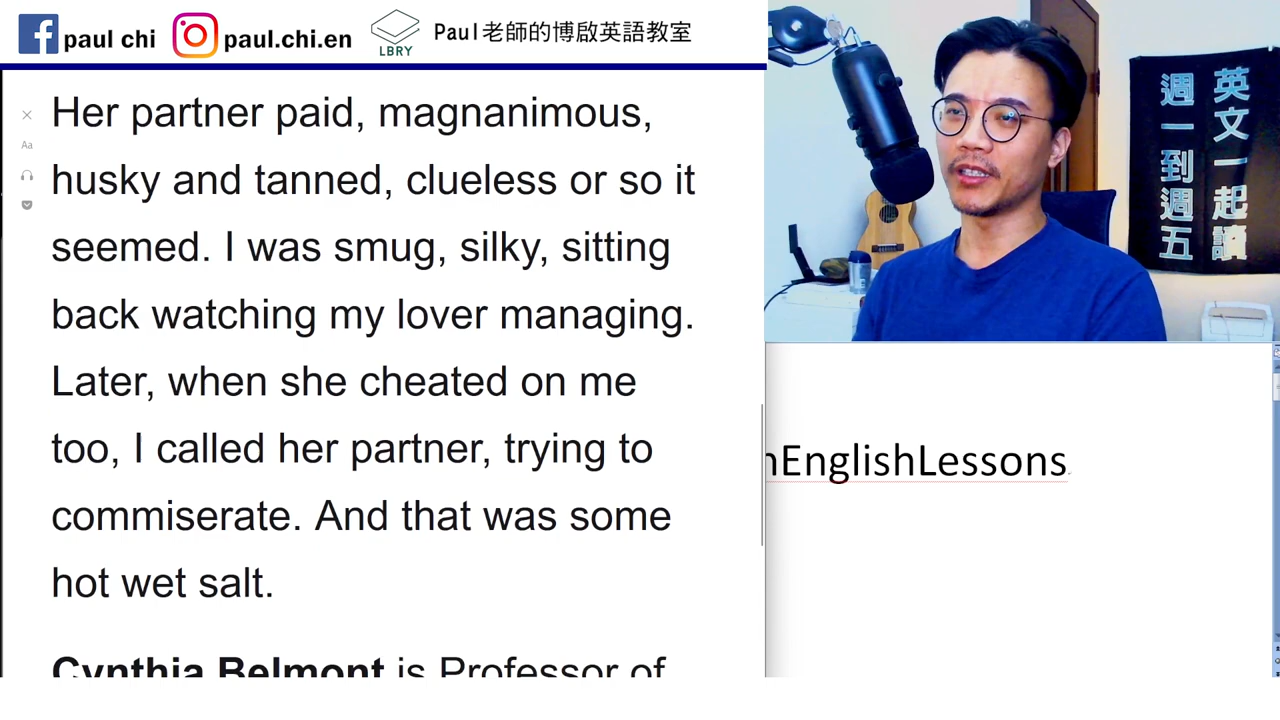 paul chi
paul.chi.en
LBRY
Paul老師的博啟英語教室
Her partner paid, magnanimous,
husky and tanned, clueless or so it
seemed. I was smug, silky, sitting
back watching my lover managing.
Later, when she cheated on me
too, I called her partner, trying to
commiserate. And that was some
hot wet salt.
Cynthia Belmont is Professor of
Aa
英文一起讀
週一到週五
nEnglishLessons